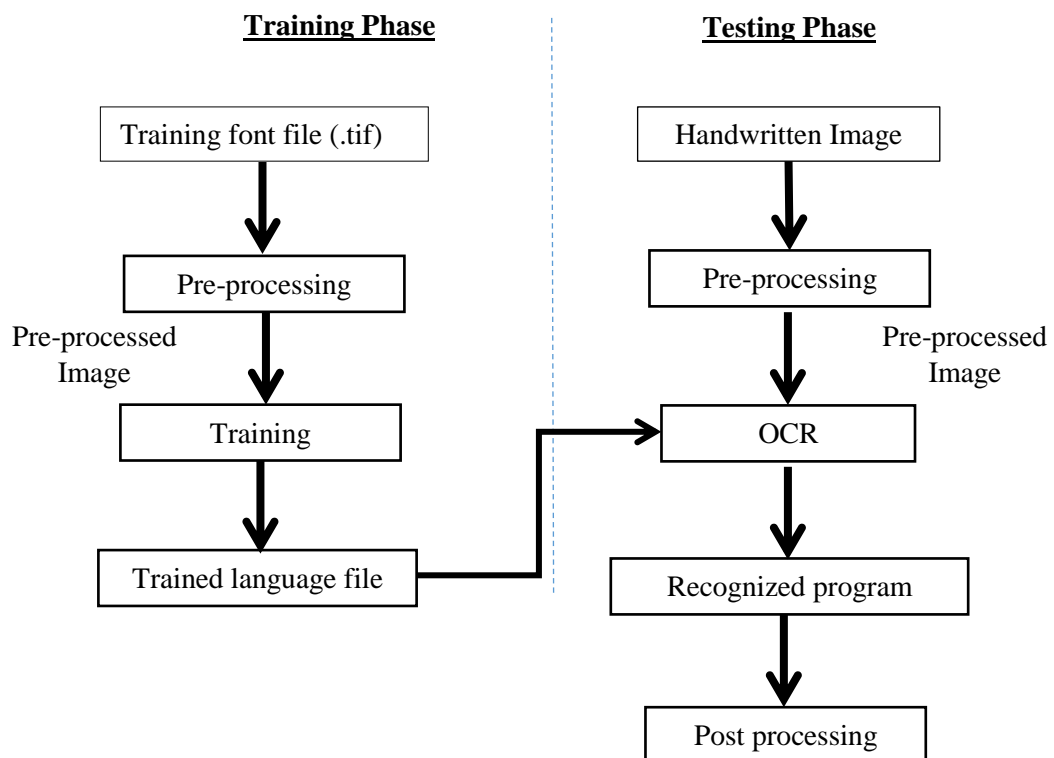 Training Phase
Training font file (.tif)
Pre-processing
Pre-processed
Image
Training
Trained language file
Testing Phase
Handwritten Image
Pre-processing
Pre-processed
Image
OCR
Recognized program
Post processing